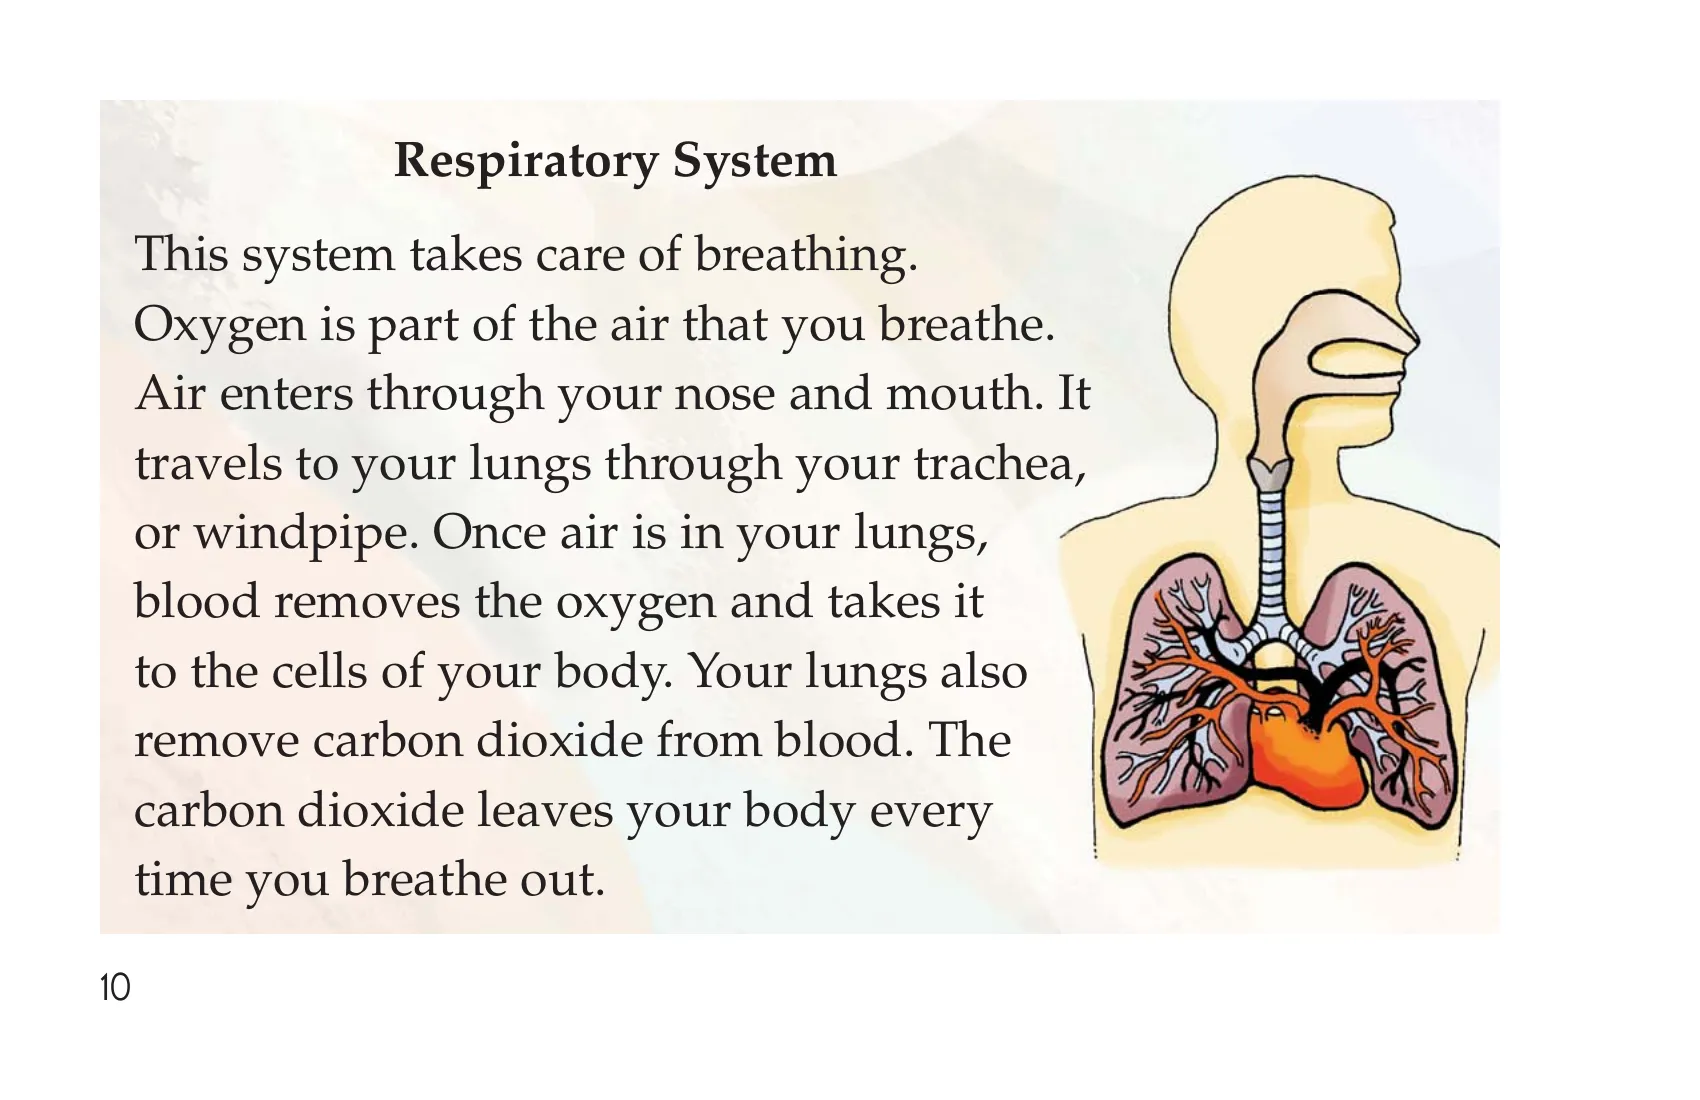 Respiratory System
This system takes care of breathing.
Oxygen is part of the air that you breathe.
Air enters through your nose and mouth. It
travels to your lungs through your trachea,
or windpipe. Once air is in your lungs,
blood removes the oxygen and takes it
to the cells of your body. Your lungs also
remove carbon dioxide from blood. The
carbon dioxide leaves your body every
time you breathe out.
10